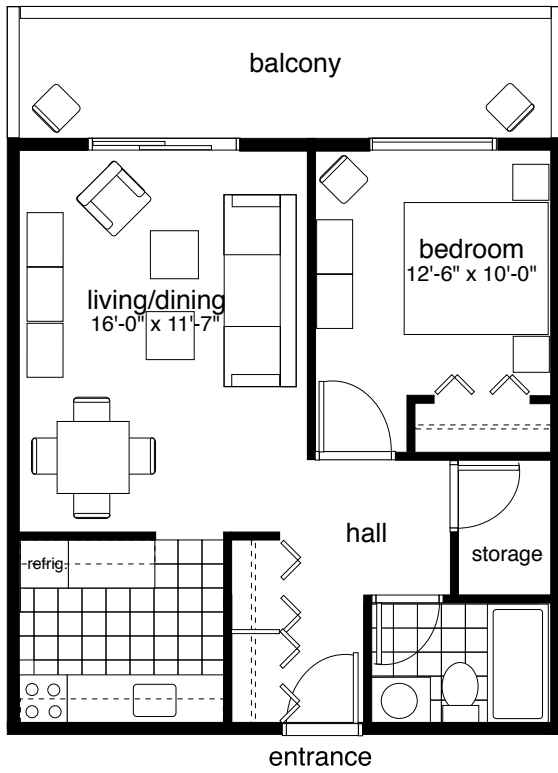 balcony
bedroom
12'-6" x 10'-0"
living/dining
16'-0" x 11'-7"
hall
refrig.
storage
entrance